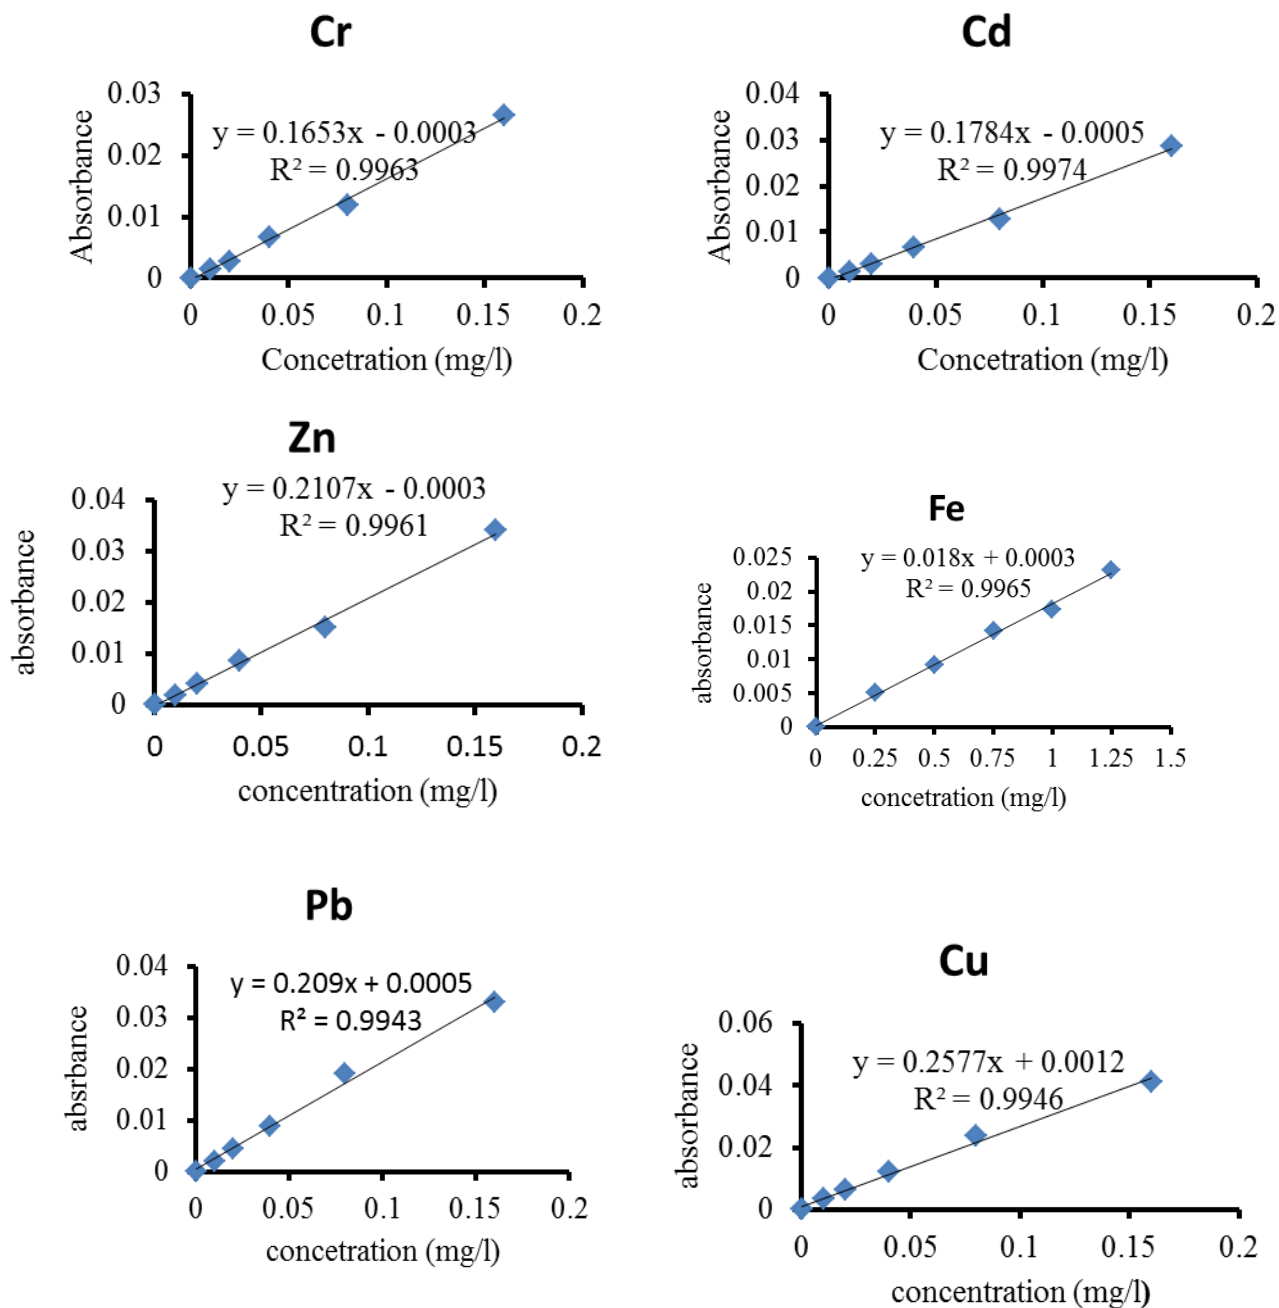 Cr
0.03
0.02
0.01
0
Absorbance
y = 0.1653x - 0.0003
R² = 0.9963
0 0.05 0.1 0.15 0.2
Concetration (mg/l)
Cd
0.04
0.03
0.02
0.01
0
Absorbance
y = 0.1784x - 0.0005
R² = 0.9974
0 0.05 0.1 0.15 0.2
Concetration (mg/l)
Zn
0.04
0.03
0.02
0.01
0
absorbance
y = 0.2107x - 0.0003
R² = 0.9961
0 0.05 0.1 0.15 0.2
concentration (mg/l)
Fe
0.025
0.02
0.015
0.01
0.005
0
absorbance
y = 0.018x + 0.0003
R² = 0.9965
0 0.25 0.5 0.75 1 1.25 1.5
concetration (mg/l)
Pb
0.04
0.03
0.02
0.01
0
absrbance
y = 0.209x + 0.0005
R² = 0.9943
0 0.05 0.1 0.15 0.2
concetration (mg/l)
Cu
0.06
0.04
0.02
0
absorbance
y = 0.2577x + 0.0012
R² = 0.9946
0 0.05 0.1 0.15 0.2
concentration (mg/l)